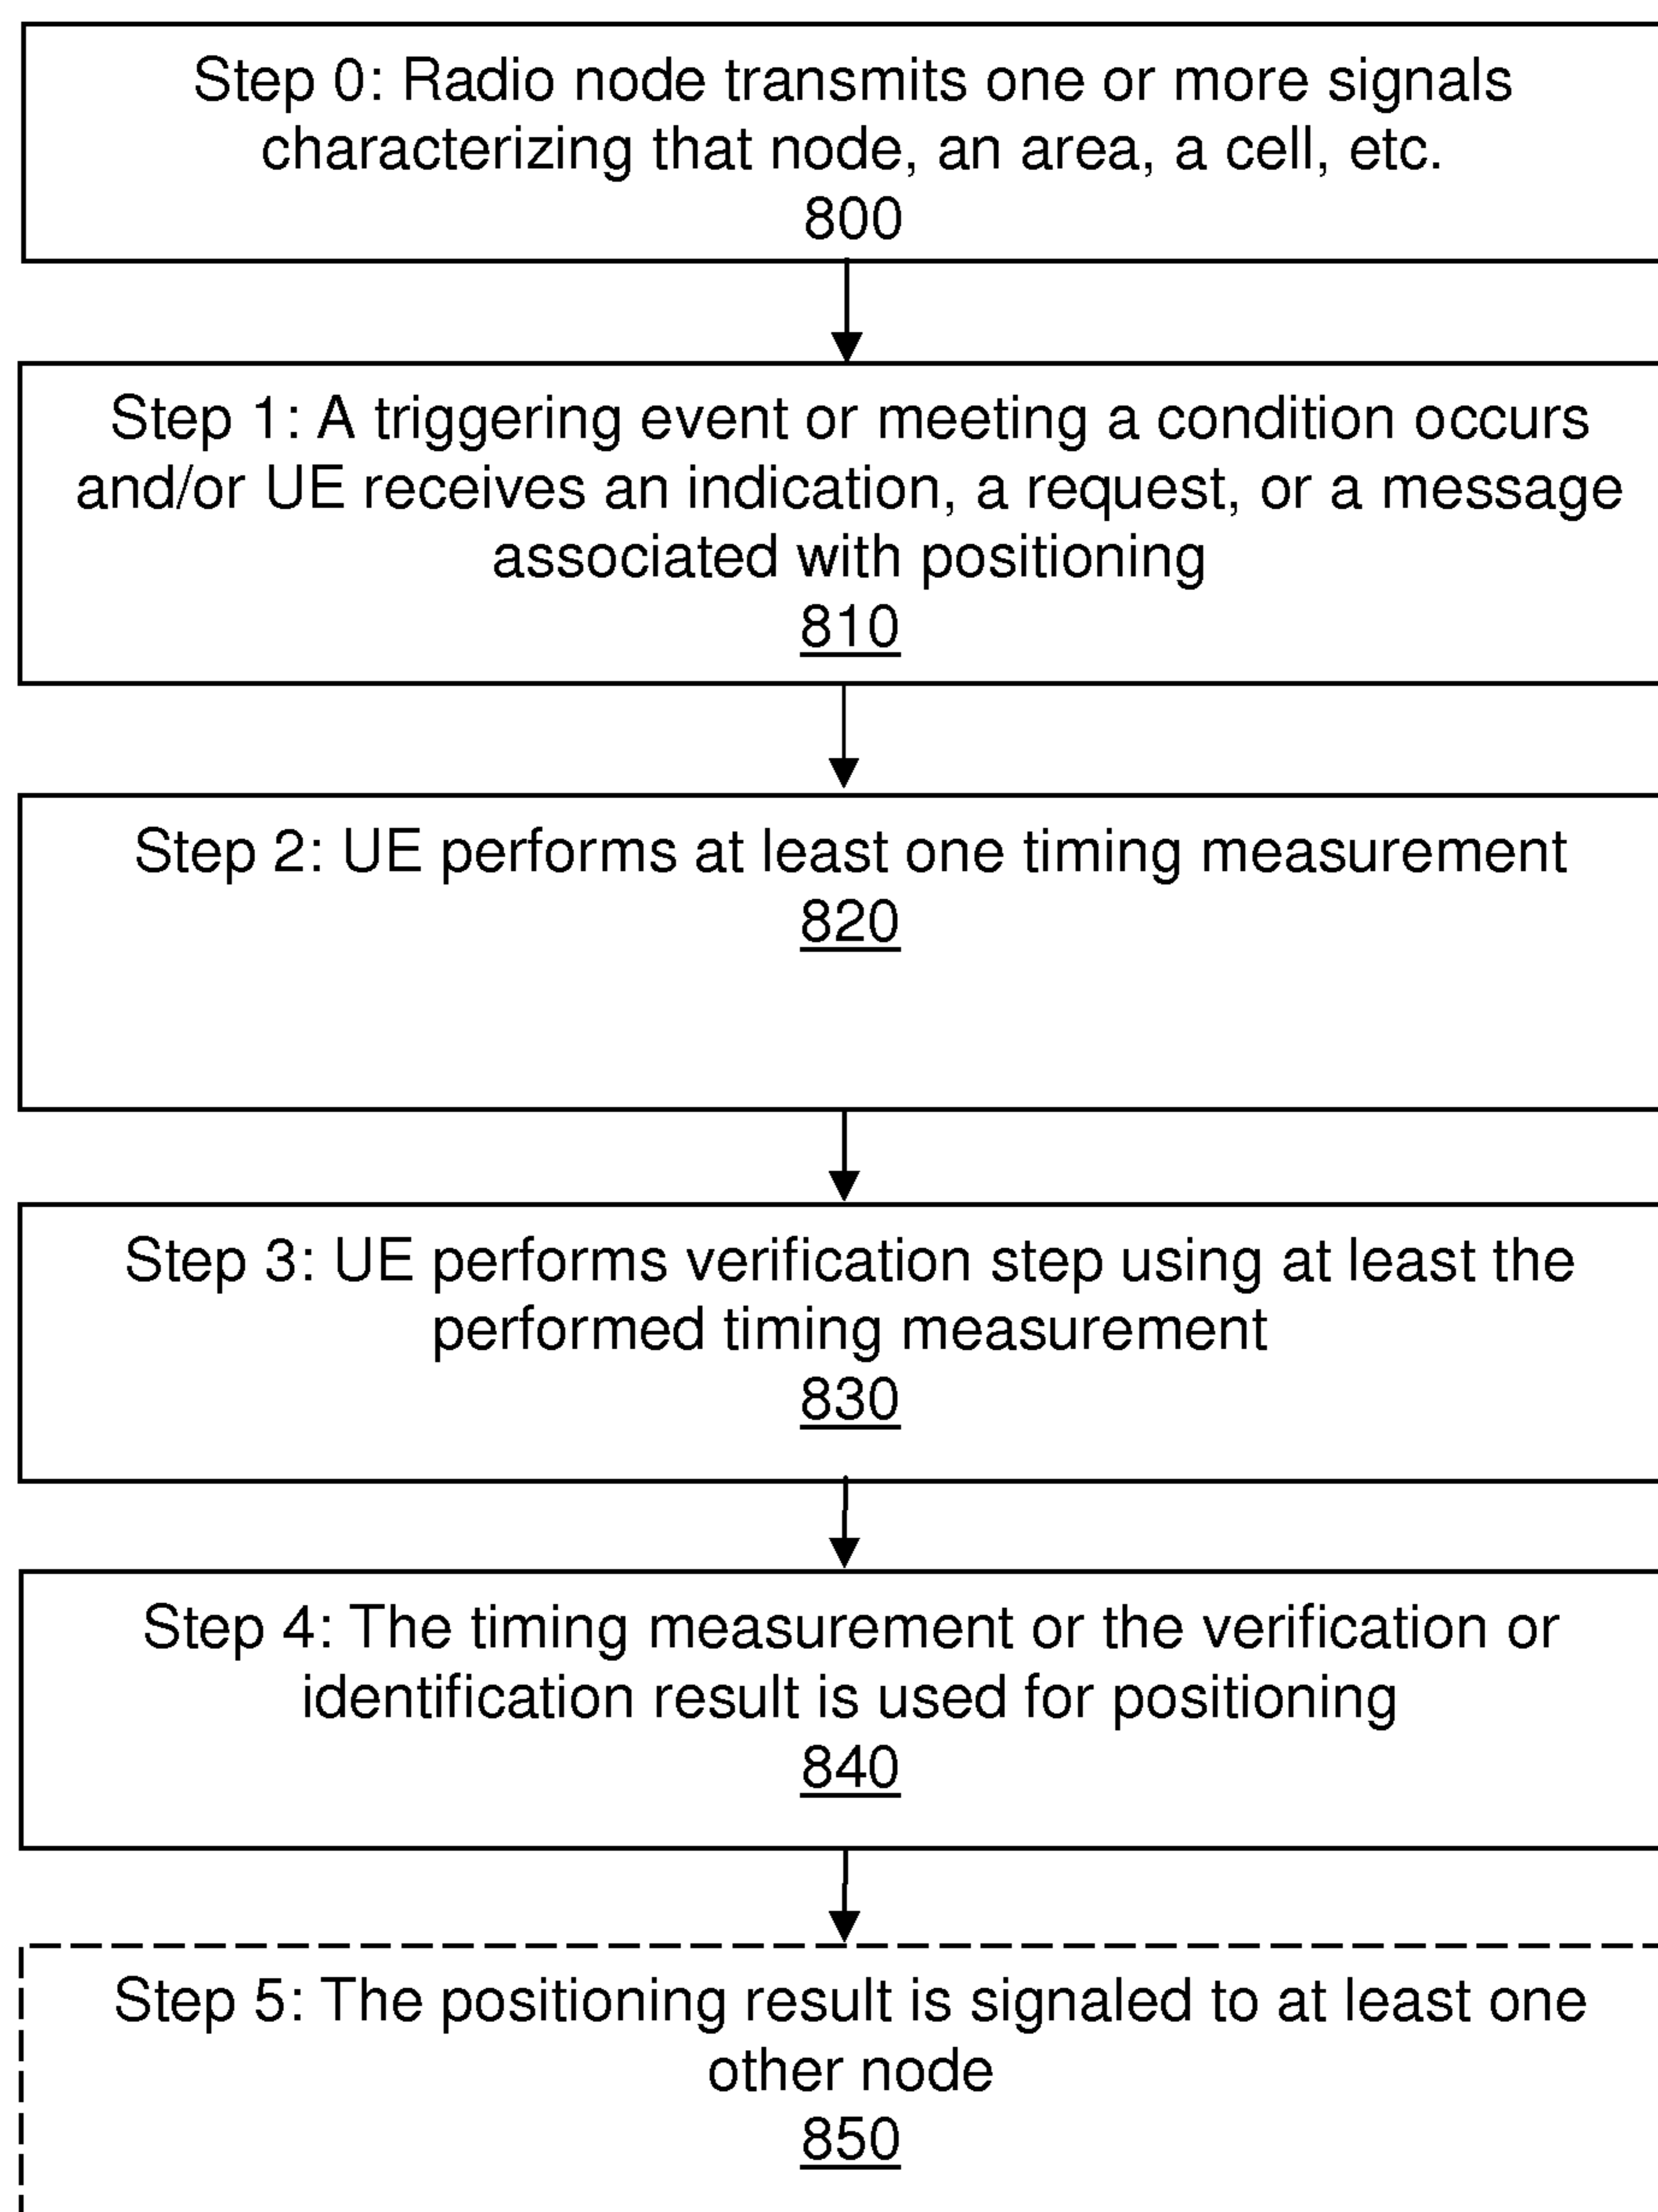 Step 0: Radio node transmits one or more signals
characterizing that node, an area, a cell, etc.
800
Step 1: A triggering event or meeting a condition occurs
and/or UE receives an indication, a request, or a message
associated with positioning
810
Step 2: UE performs at least one timing measurement
820
Step 3: UE performs verification step using at least the
performed timing measurement
830
Step 4: The timing measurement or the verification or
identification result is used for positioning
840
Step 5: The positioning result is signaled to at least one
other node
850